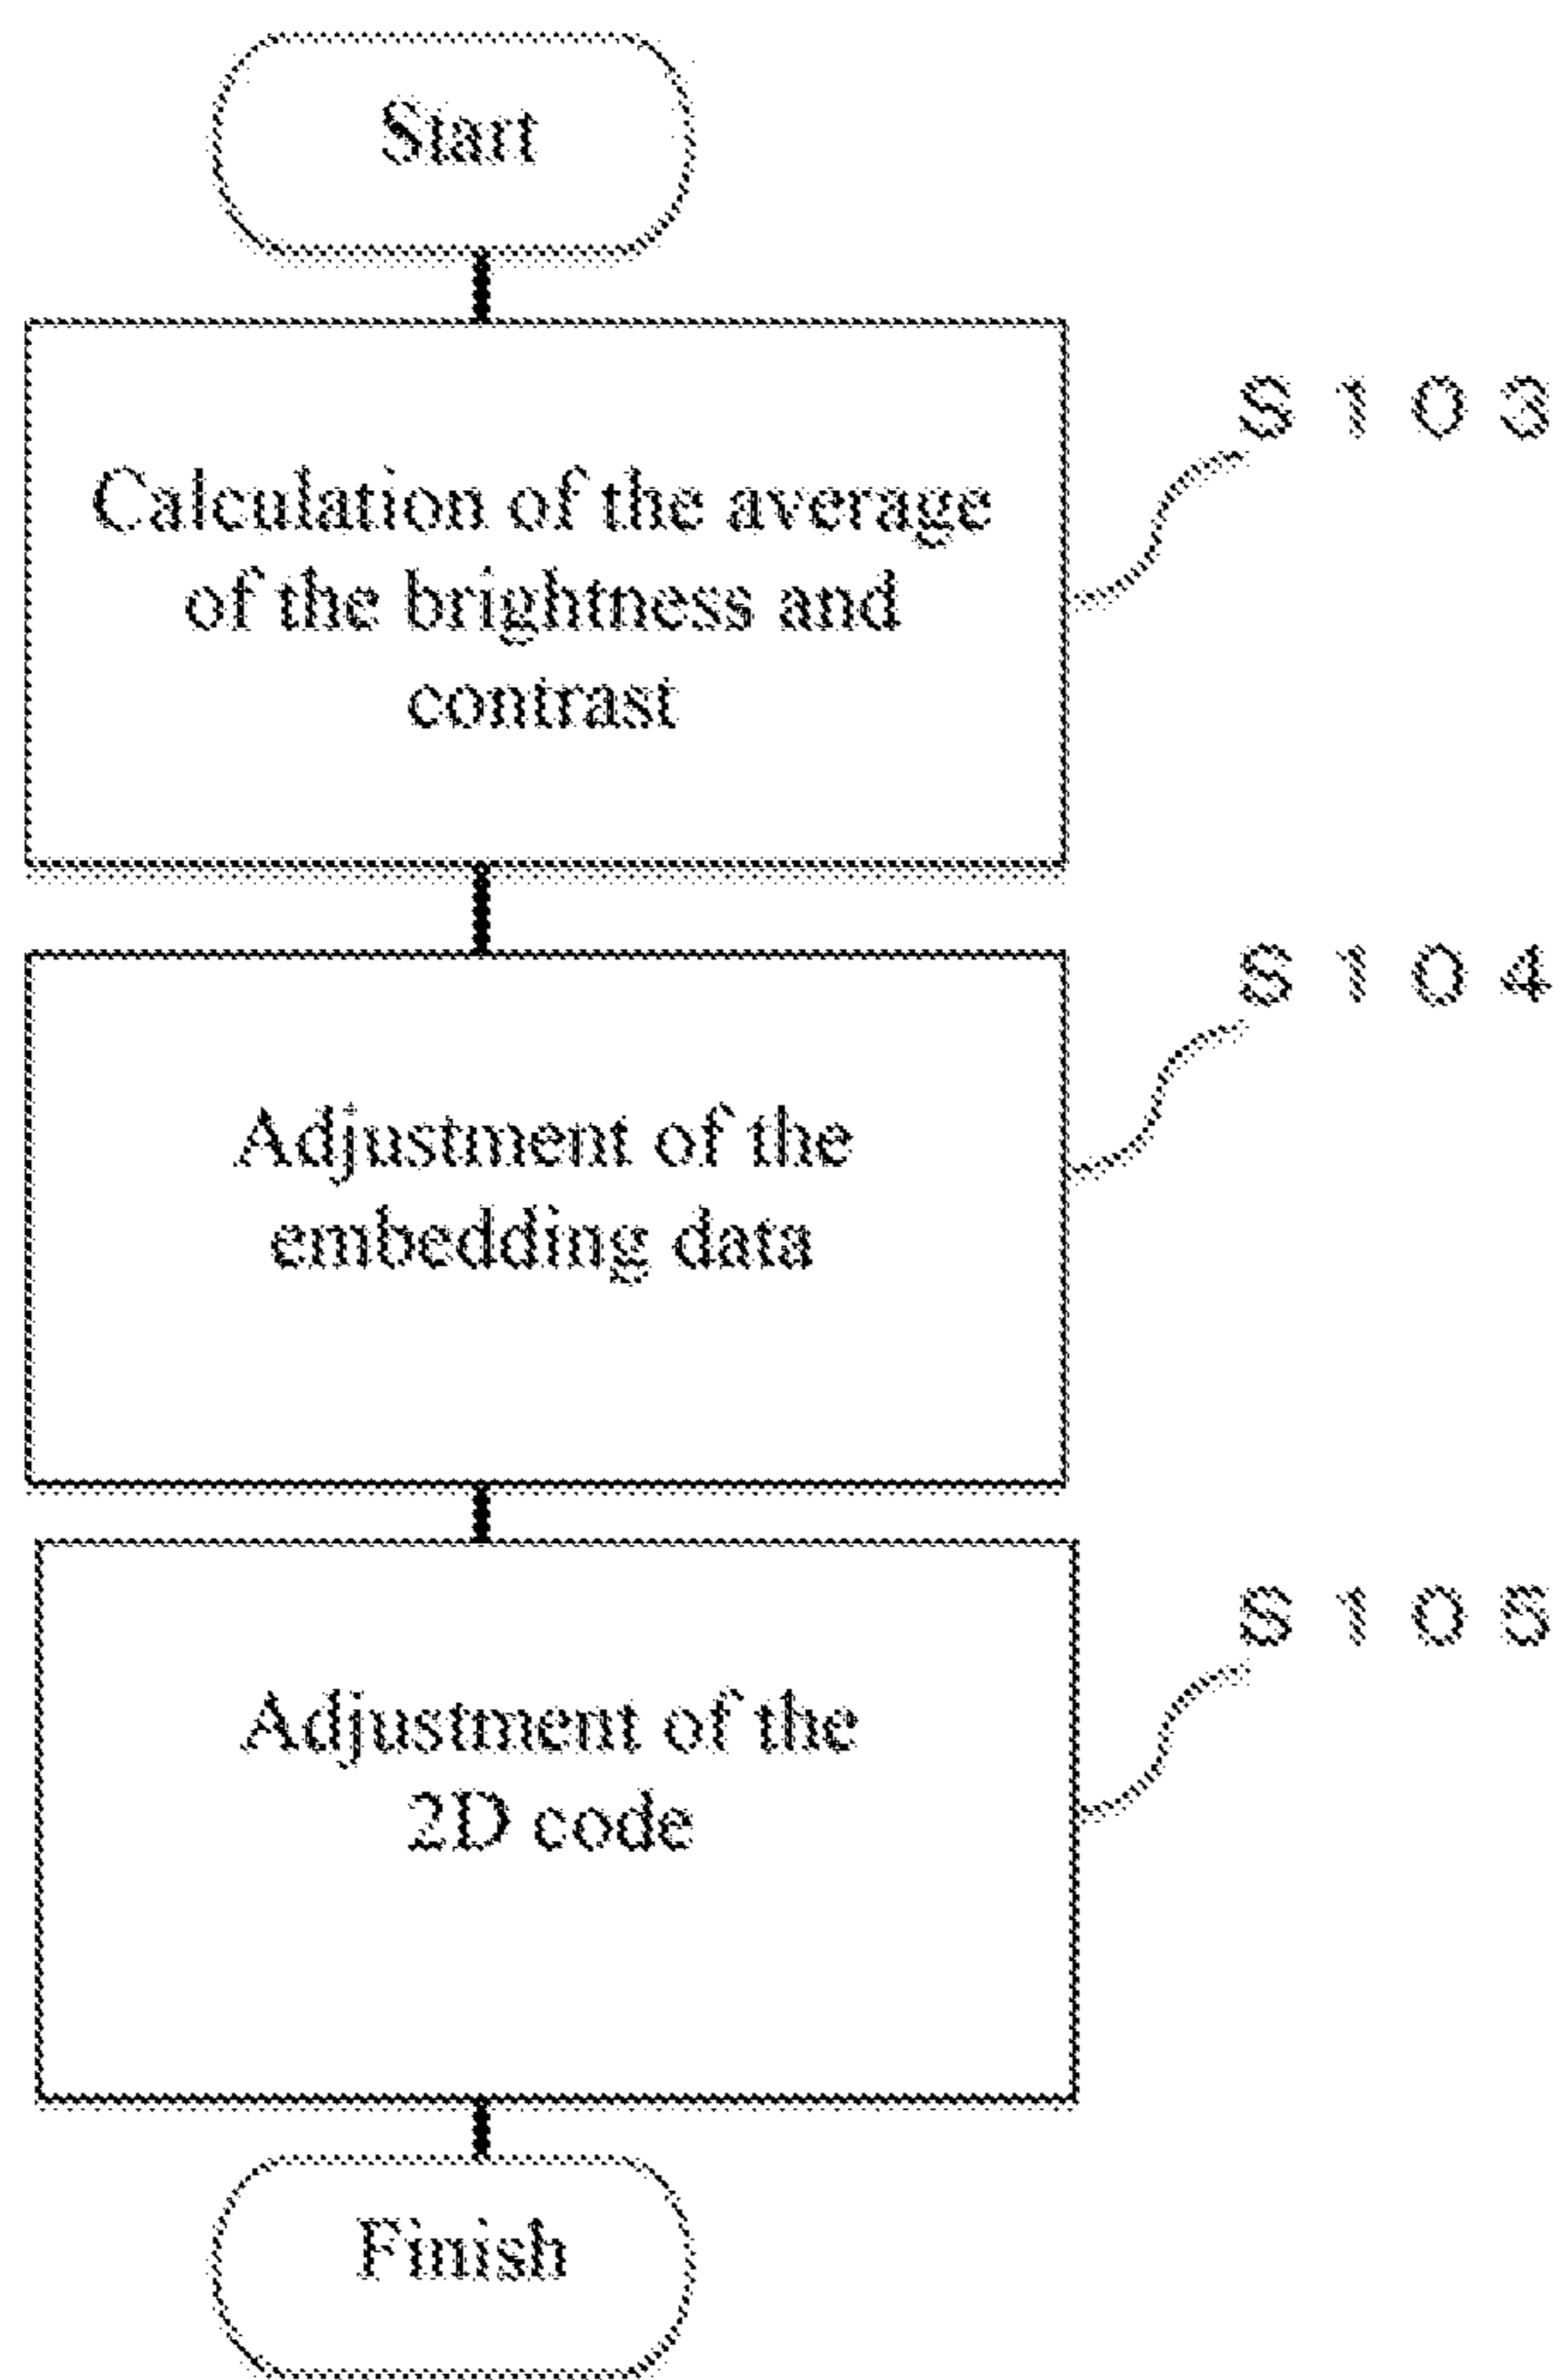 Start
S 1 0 3
Calculation of the average
of the brightness and
contrast
S 1 0 4
Adjustment of the
embedding data
S 1 0 5
Adjustment of the
2D code
Finish